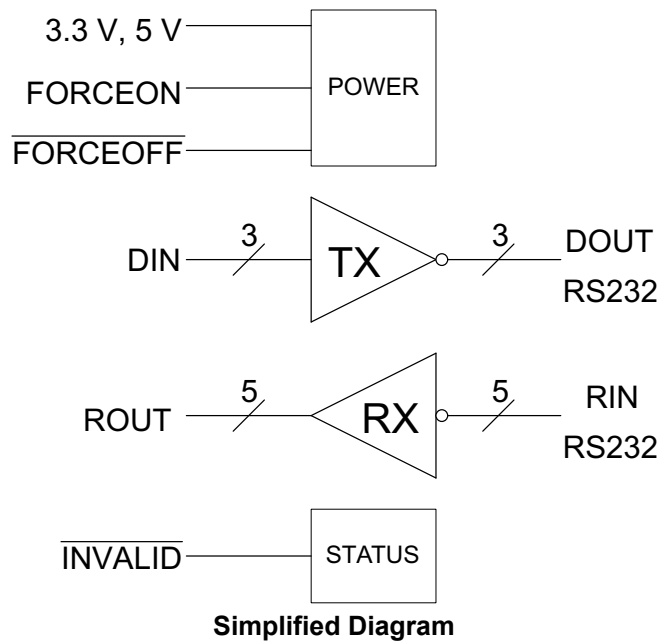 3.3 V, 5 V
FORCEON
POWER
FORCEOFF
DIN
3
TX
3
DOUT
RS232
ROUT
5
RX
5
RIN
RS232
INVALID
STATUS
Simplified Diagram